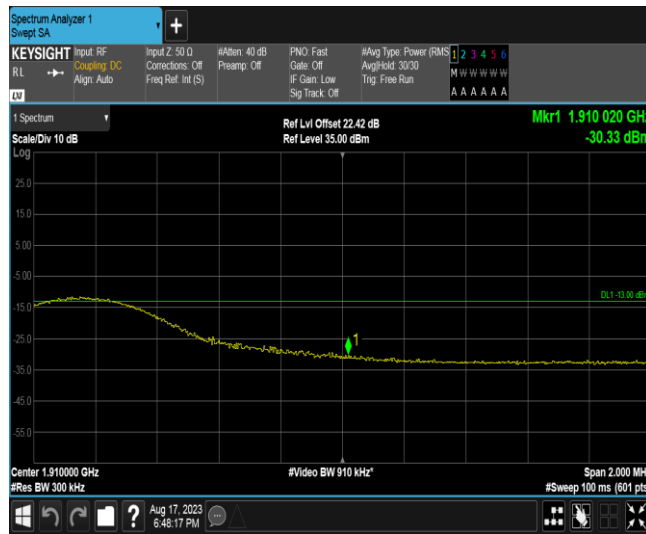 Spectrum Analyzer 1
Swept SA
+
KEYSIGHT
RL
LXI
Input: RF
Coupling: DC
Align: Auto
Input Z: 50 Ω
Corrections: Off
Freq Ref: Int (S)
#Atten: 40 dB
Preamp: Off
PNO: Fast
Gate: Off
IF Gain: Low
Sig Track: Off
#Avg Type: Power (RMS
Avg|Hold: 30/30
Trig: Free Run
1 2 3 4 5 6
M W W W W W
A A A A A A
1 Spectrum
Scale/Div 10 dB
Log
Ref Lvl Offset 22.42 dB
Ref Level 35.00 dBm
Mkr1 1.910 020 GHz
-30.33 dBm
25.0
15.0
5.00
-5.00
-15.0
-25.0
-35.0
-45.0
-55.0
DL1 -13.00 dBm
1
Center 1.910000 GHz
#Res BW 300 kHz
#Video BW 910 kHz*
Span 2.000 MH
#Sweep 100 ms (601 pts
?
Aug 17, 2023
6:48:17 PM